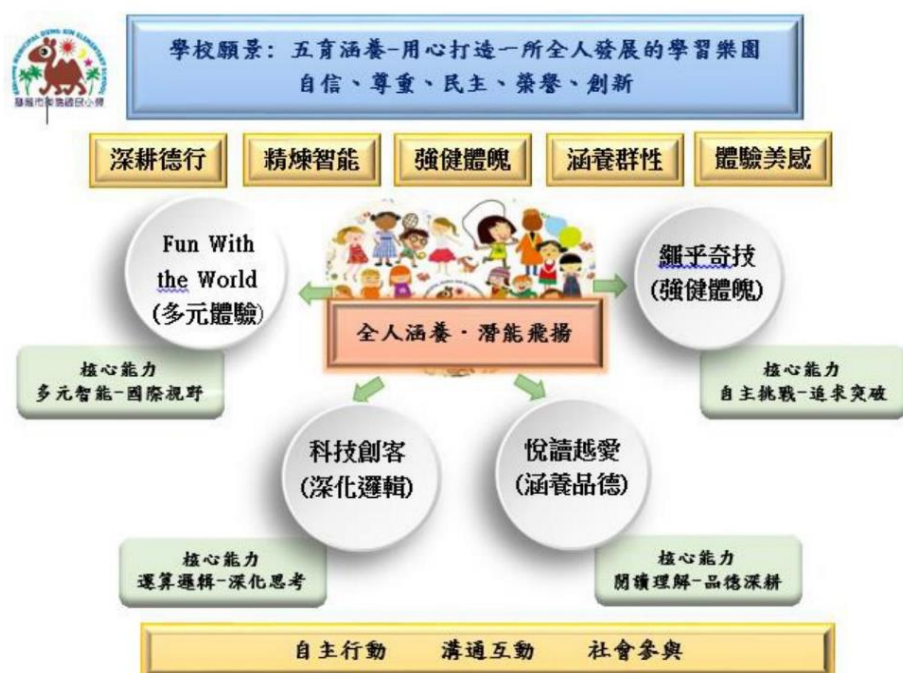 學校願景: 五育涵養-用心打造一所全人發展的學習樂園
自信、尊重、民主、榮譽、創新
深耕德行
精煉智能
強健體魄
涵養群性
體驗美感
Fun With
the World
(多元體驗)
繩乎奇技
(強健體魄)
全人涵養‧潛能飛揚
核心能力
多元智能-國際視野
核心能力
自主挑戰-追求突破
科技創客
(深化邏輯)
悅讀越愛
(涵養品德)
核心能力
運算邏輯-深化思考
核心能力
閱讀理解-品德深耕
自主行動 溝通互動 社會參與